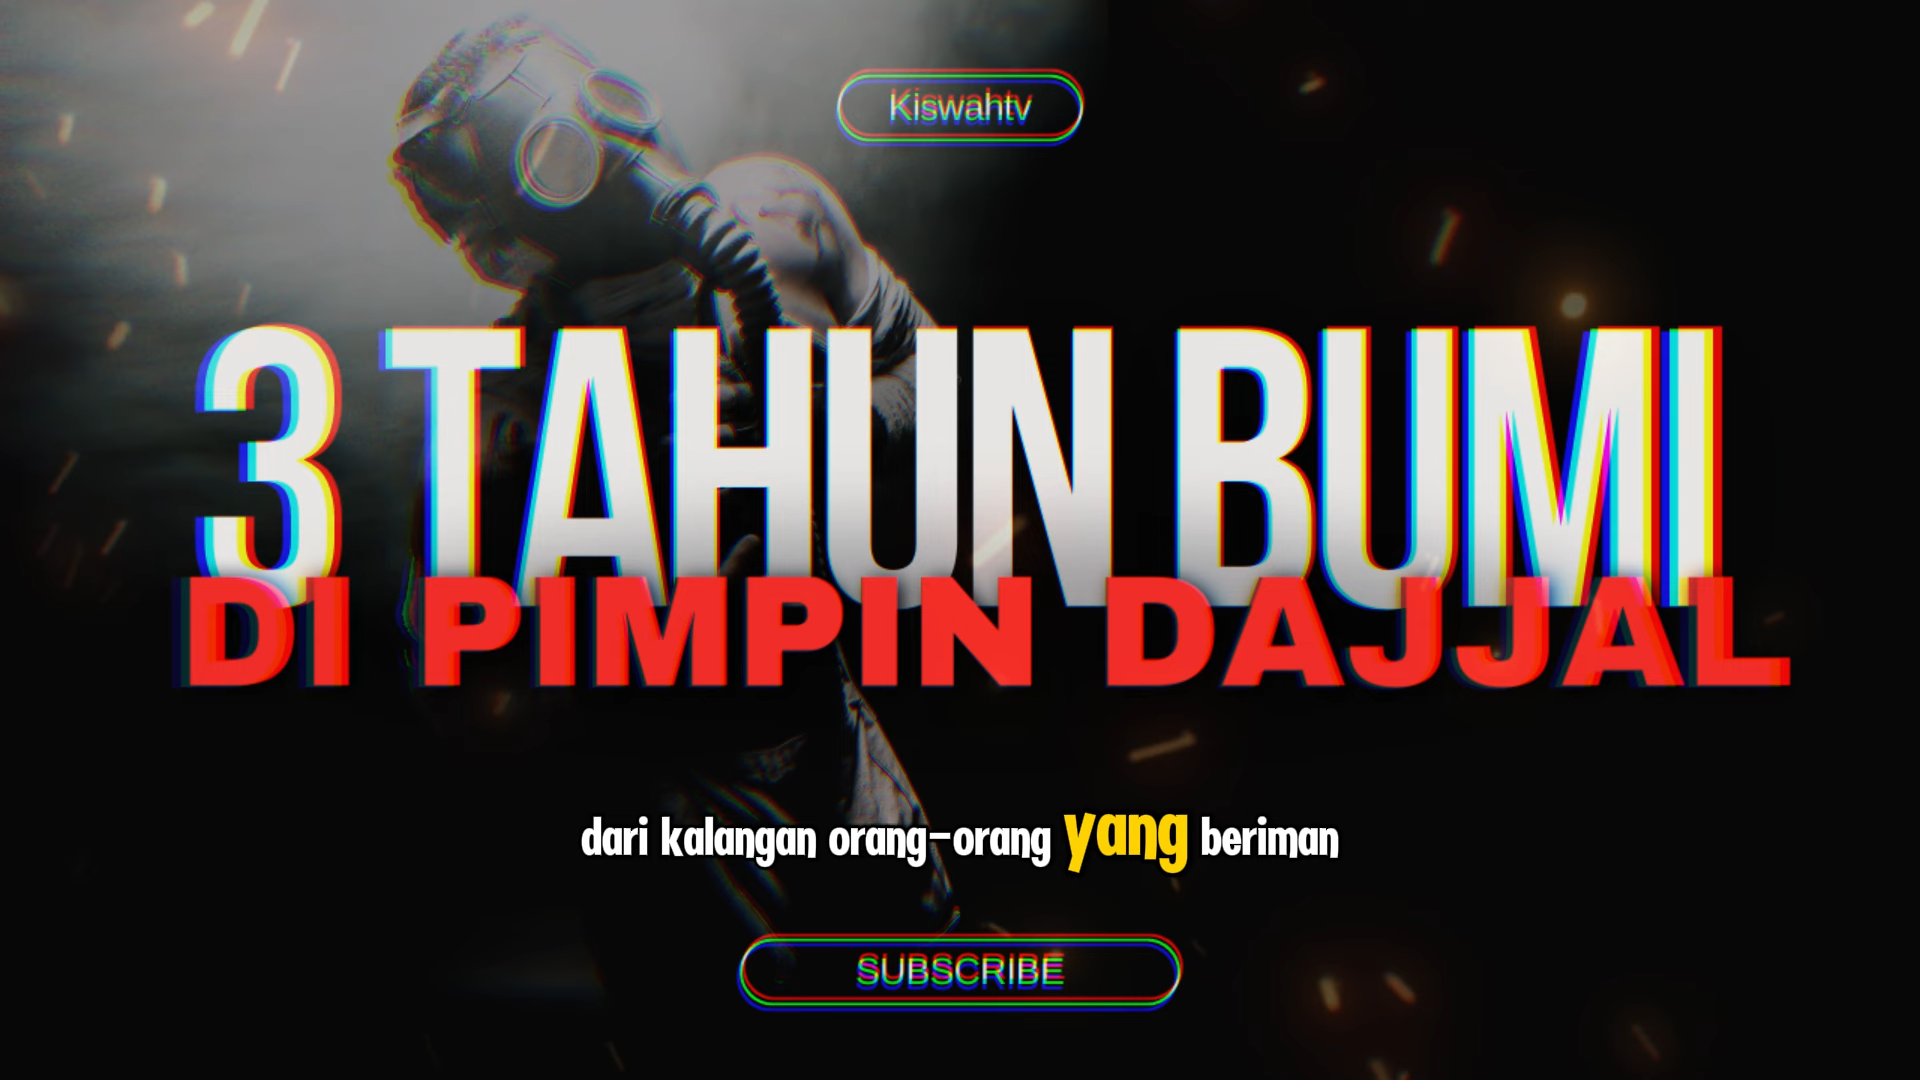 Kiswahtv
3 TAHUN BUMI
DI PIMPIN DAJJAL
dari kalangan orang-orang yang beriman
SUBSCRIBE